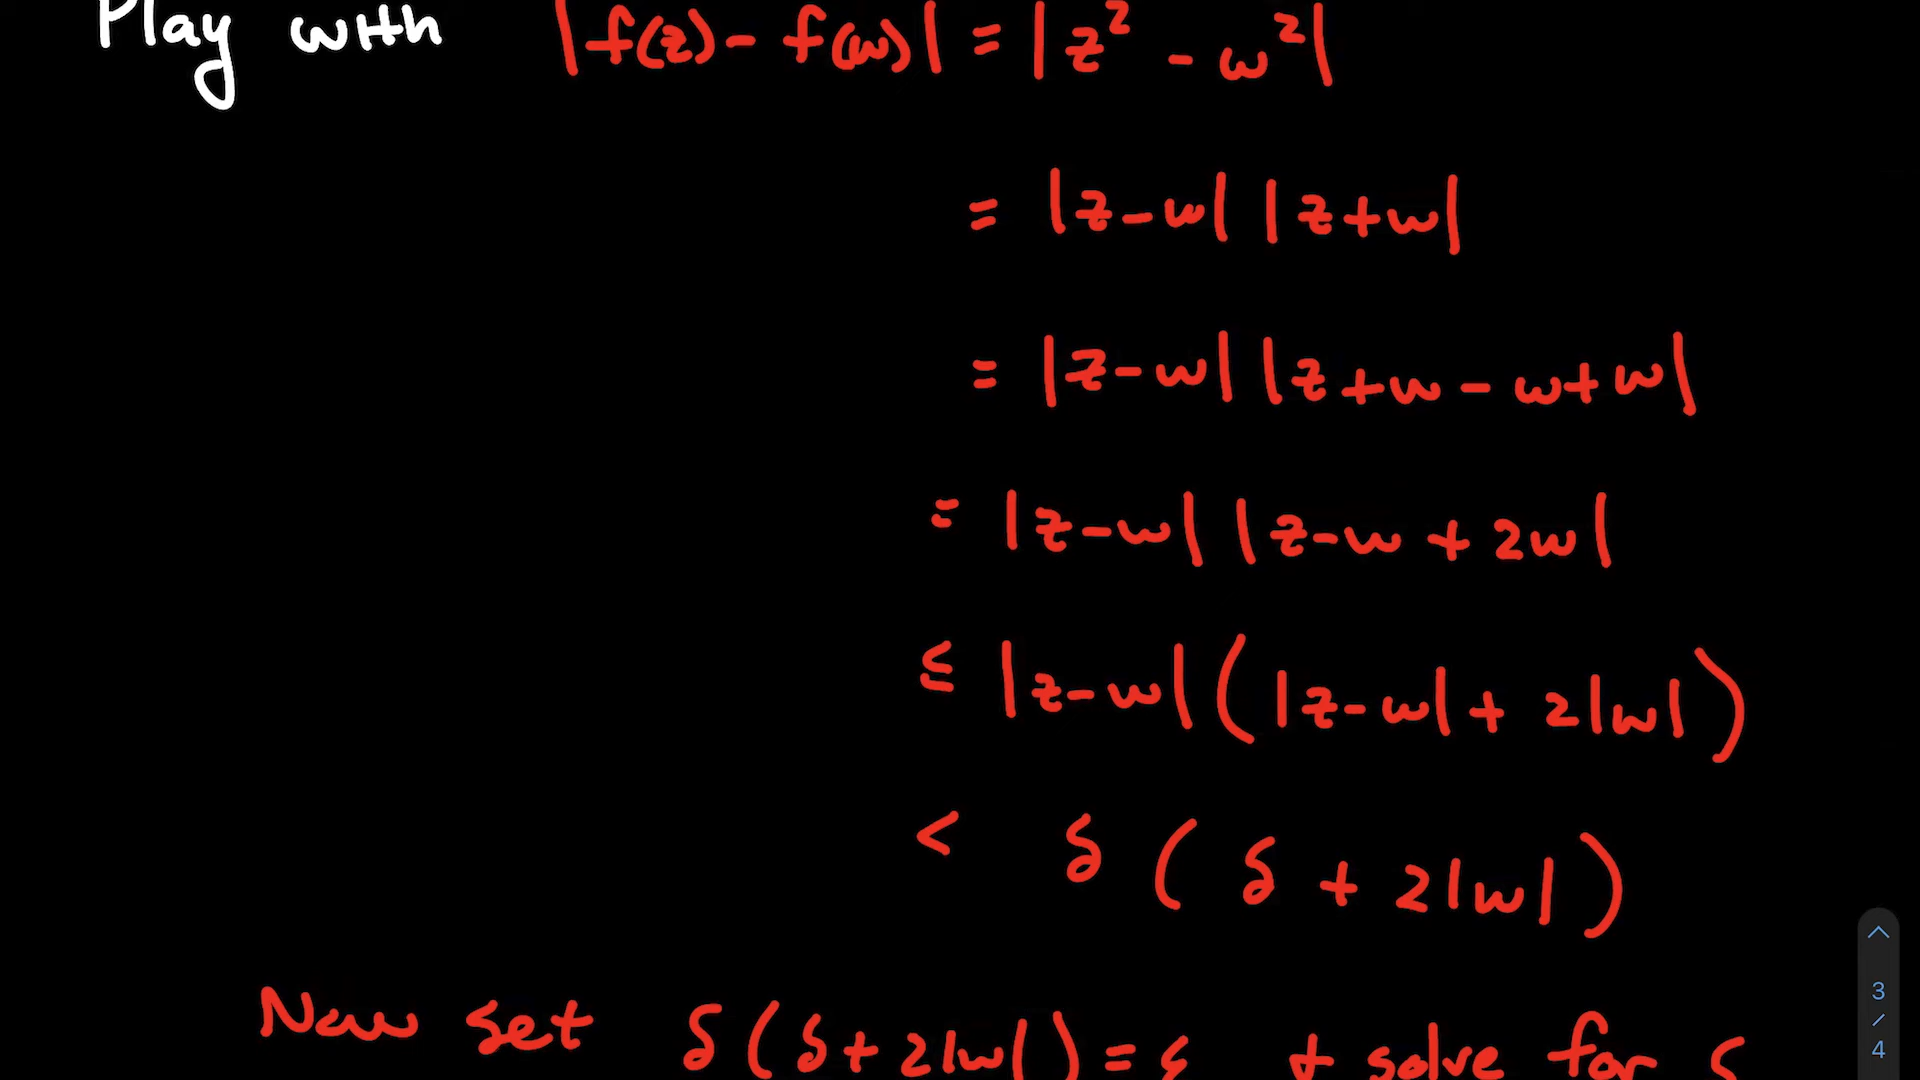 Play with |f(z) - f(w)| = |z² - w²|
= |z-w| |z+w|
= |z-w| |z+w-w+w|
= |z-w| |z-w+2w|
≤ |z-w| (|z-w| + 2|w|)
< δ (δ + 2|w|)
Now set δ(δ+2|w|) = ε + solve for δ
3
/
4